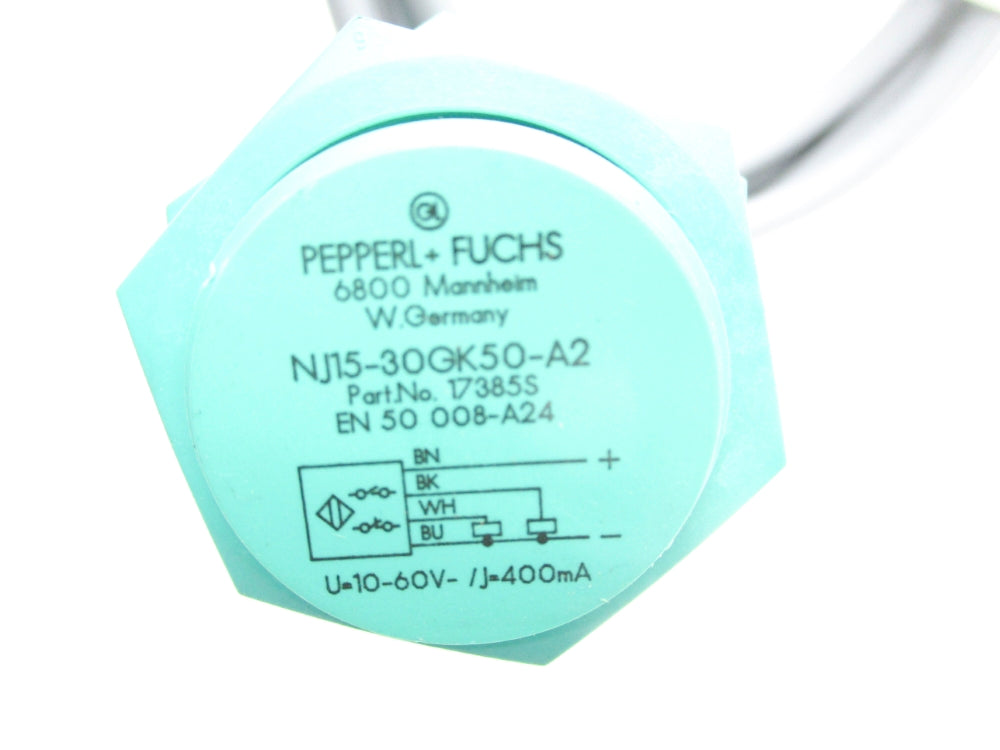 GL
PEPPERL+ FUCHS
6800 Mannheim
W.Germany
NJ15-30GK50-A2
Part.No. 17385S
EN 50 008-A24
BN +
BK
WH
BU -
U=10-60V- /J=400mA